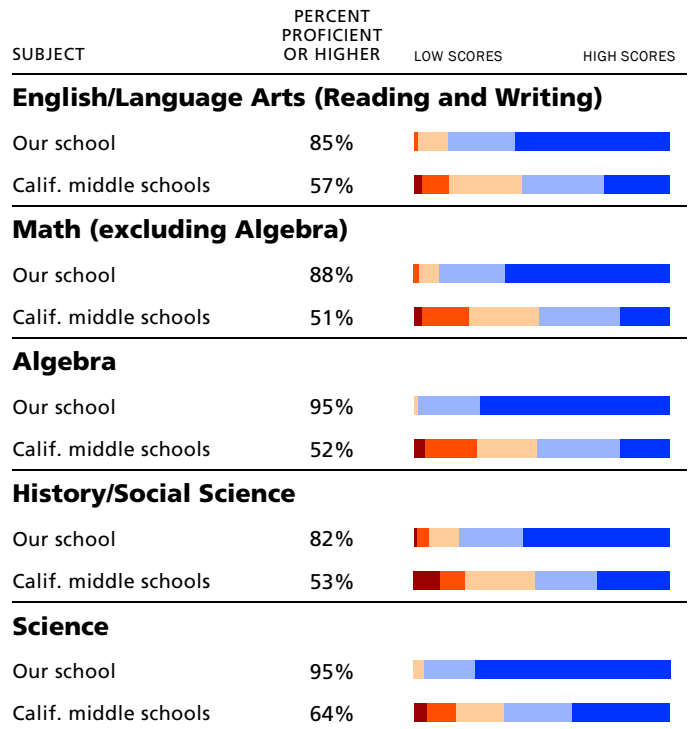 SUBJECT PERCENT PROFICIENT OR HIGHER LOW SCORES HIGH SCORES
English/Language Arts (Reading and Writing)
Our school 85%
Calif. middle schools 57%
Math (excluding Algebra)
Our school 88%
Calif. middle schools 51%
Algebra
Our school 95%
Calif. middle schools 52%
History/Social Science
Our school 82%
Calif. middle schools 53%
Science
Our school 95%
Calif. middle schools 64%